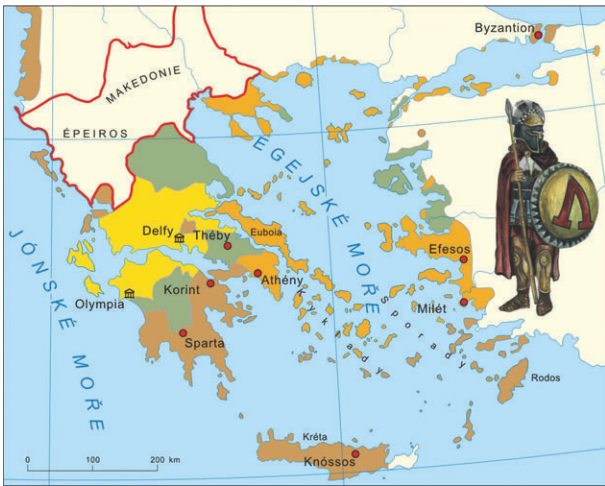 Byzantion
MAKEDONIE
ÉPEIROS
EGEJSKÉ MOŘE
JÓNSKÉ MOŘE
Delfy
Théby
Euboia
Efesos
Athény
Korint
Olympia
Milét
Kyklady
Sporady
Sparta
Rodos
Kréta
Knóssos
0 100 200 km
Λ